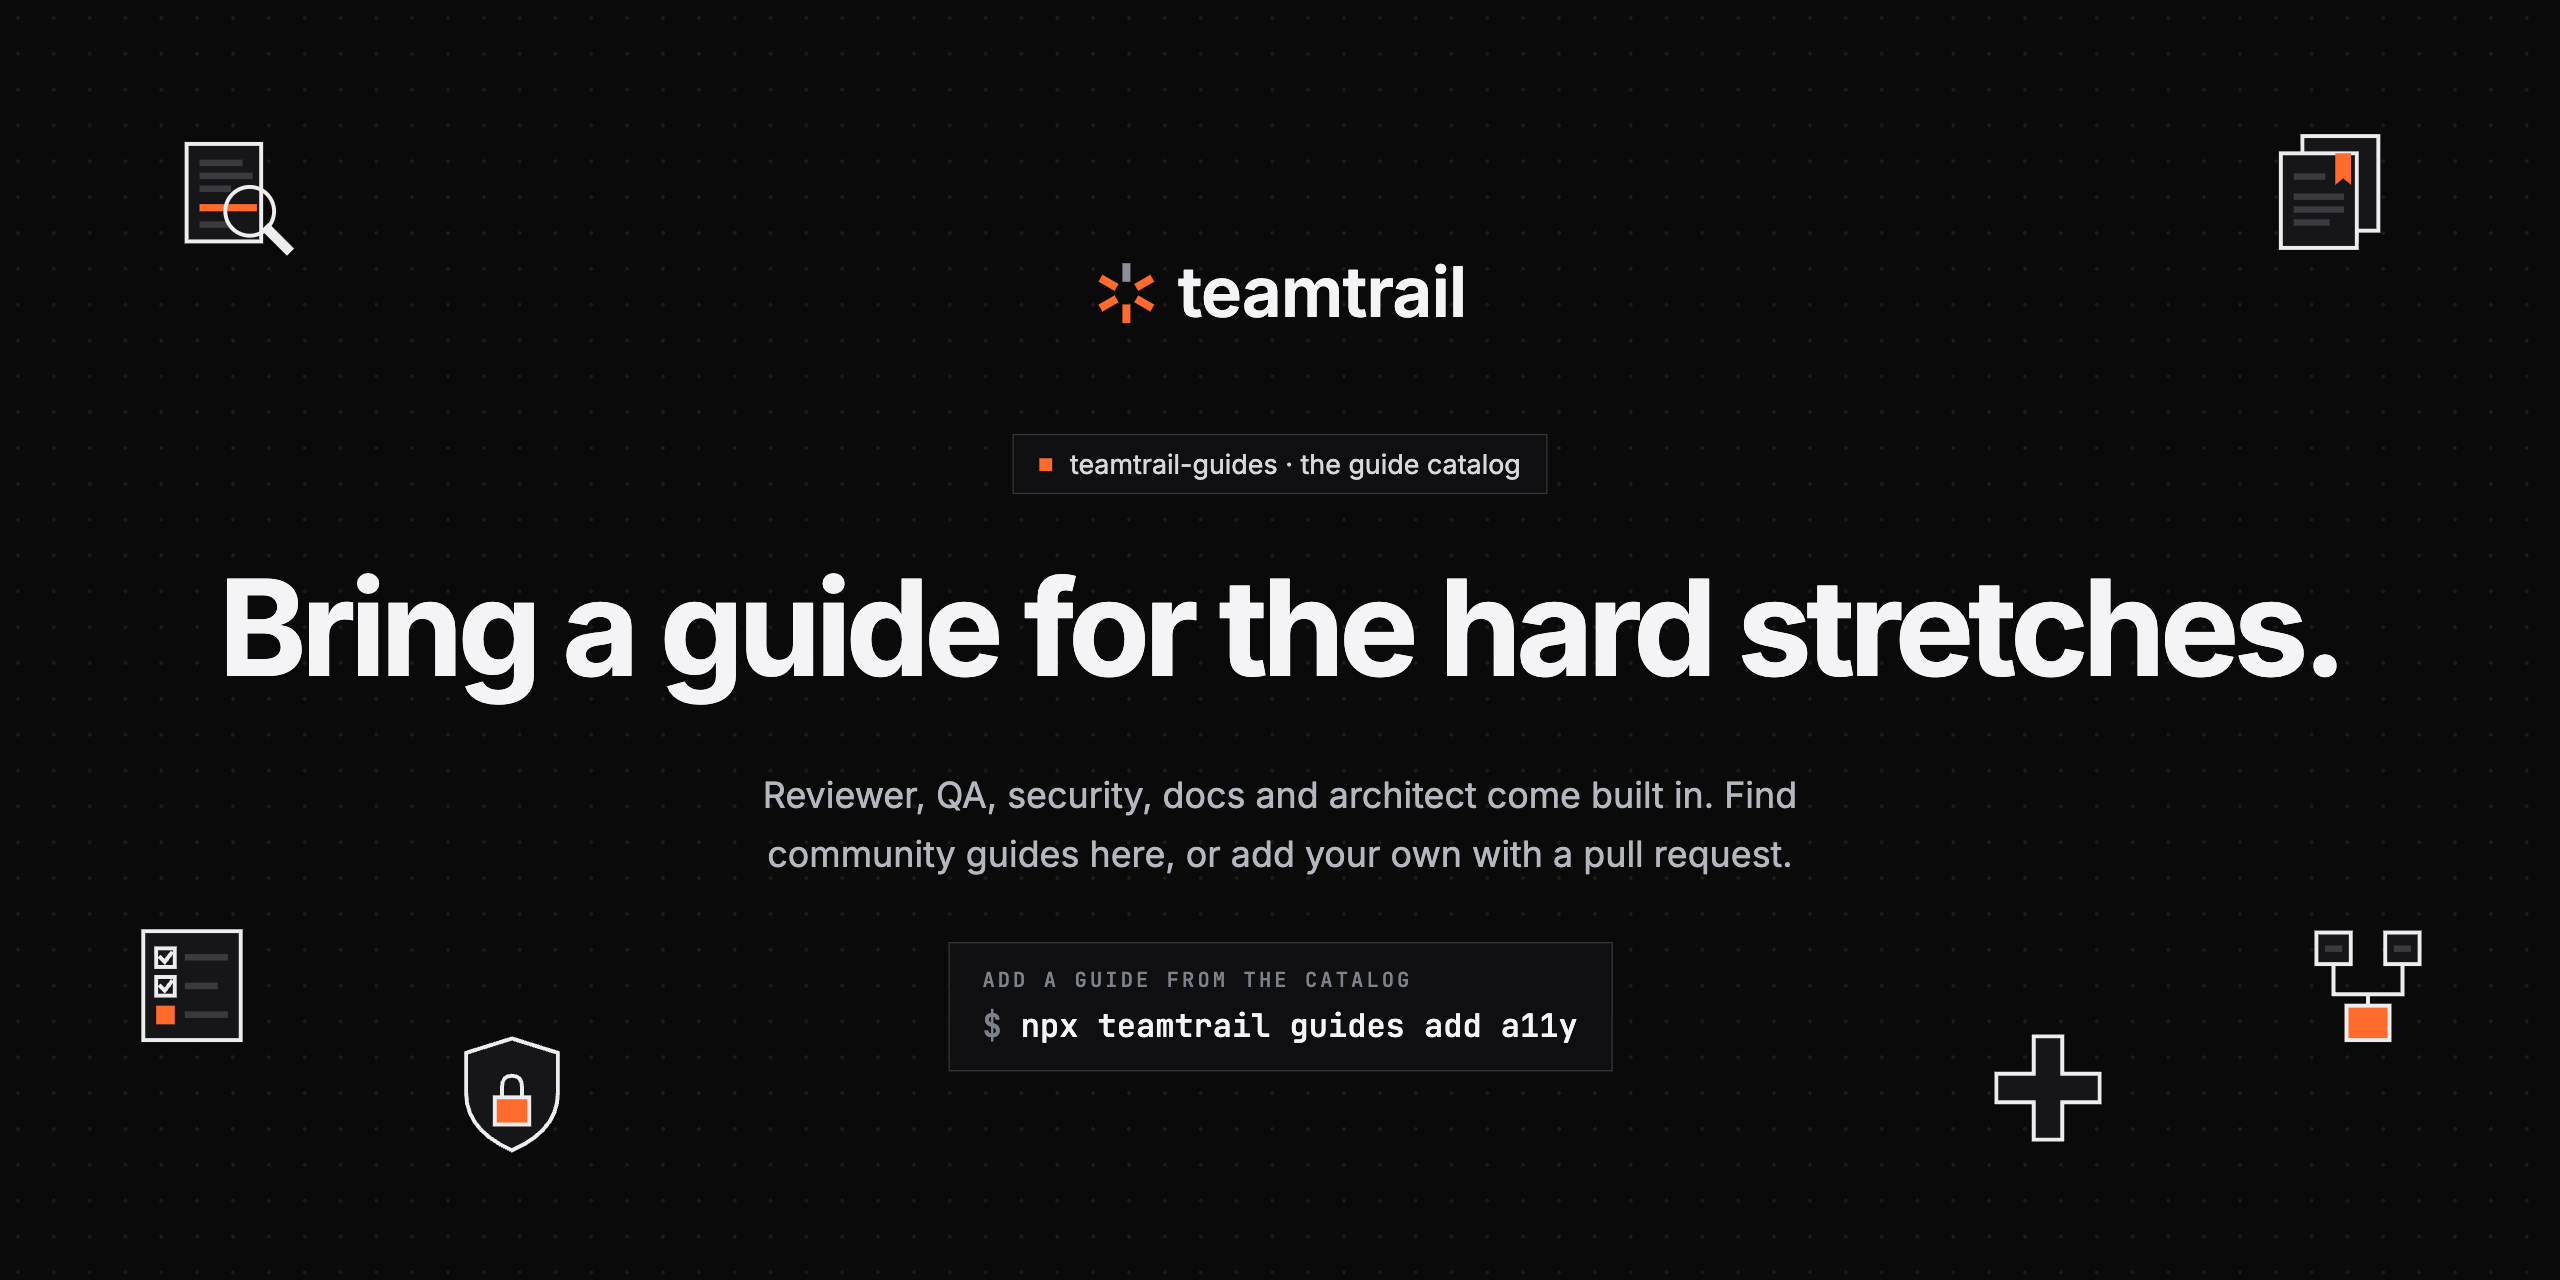 teamtrail
teamtrail-guides · the guide catalog
Bring a guide for the hard stretches.
Reviewer, QA, security, docs and architect come built in. Find
community guides here, or add your own with a pull request.
ADD A GUIDE FROM THE CATALOG
$ npx teamtrail guides add a11y